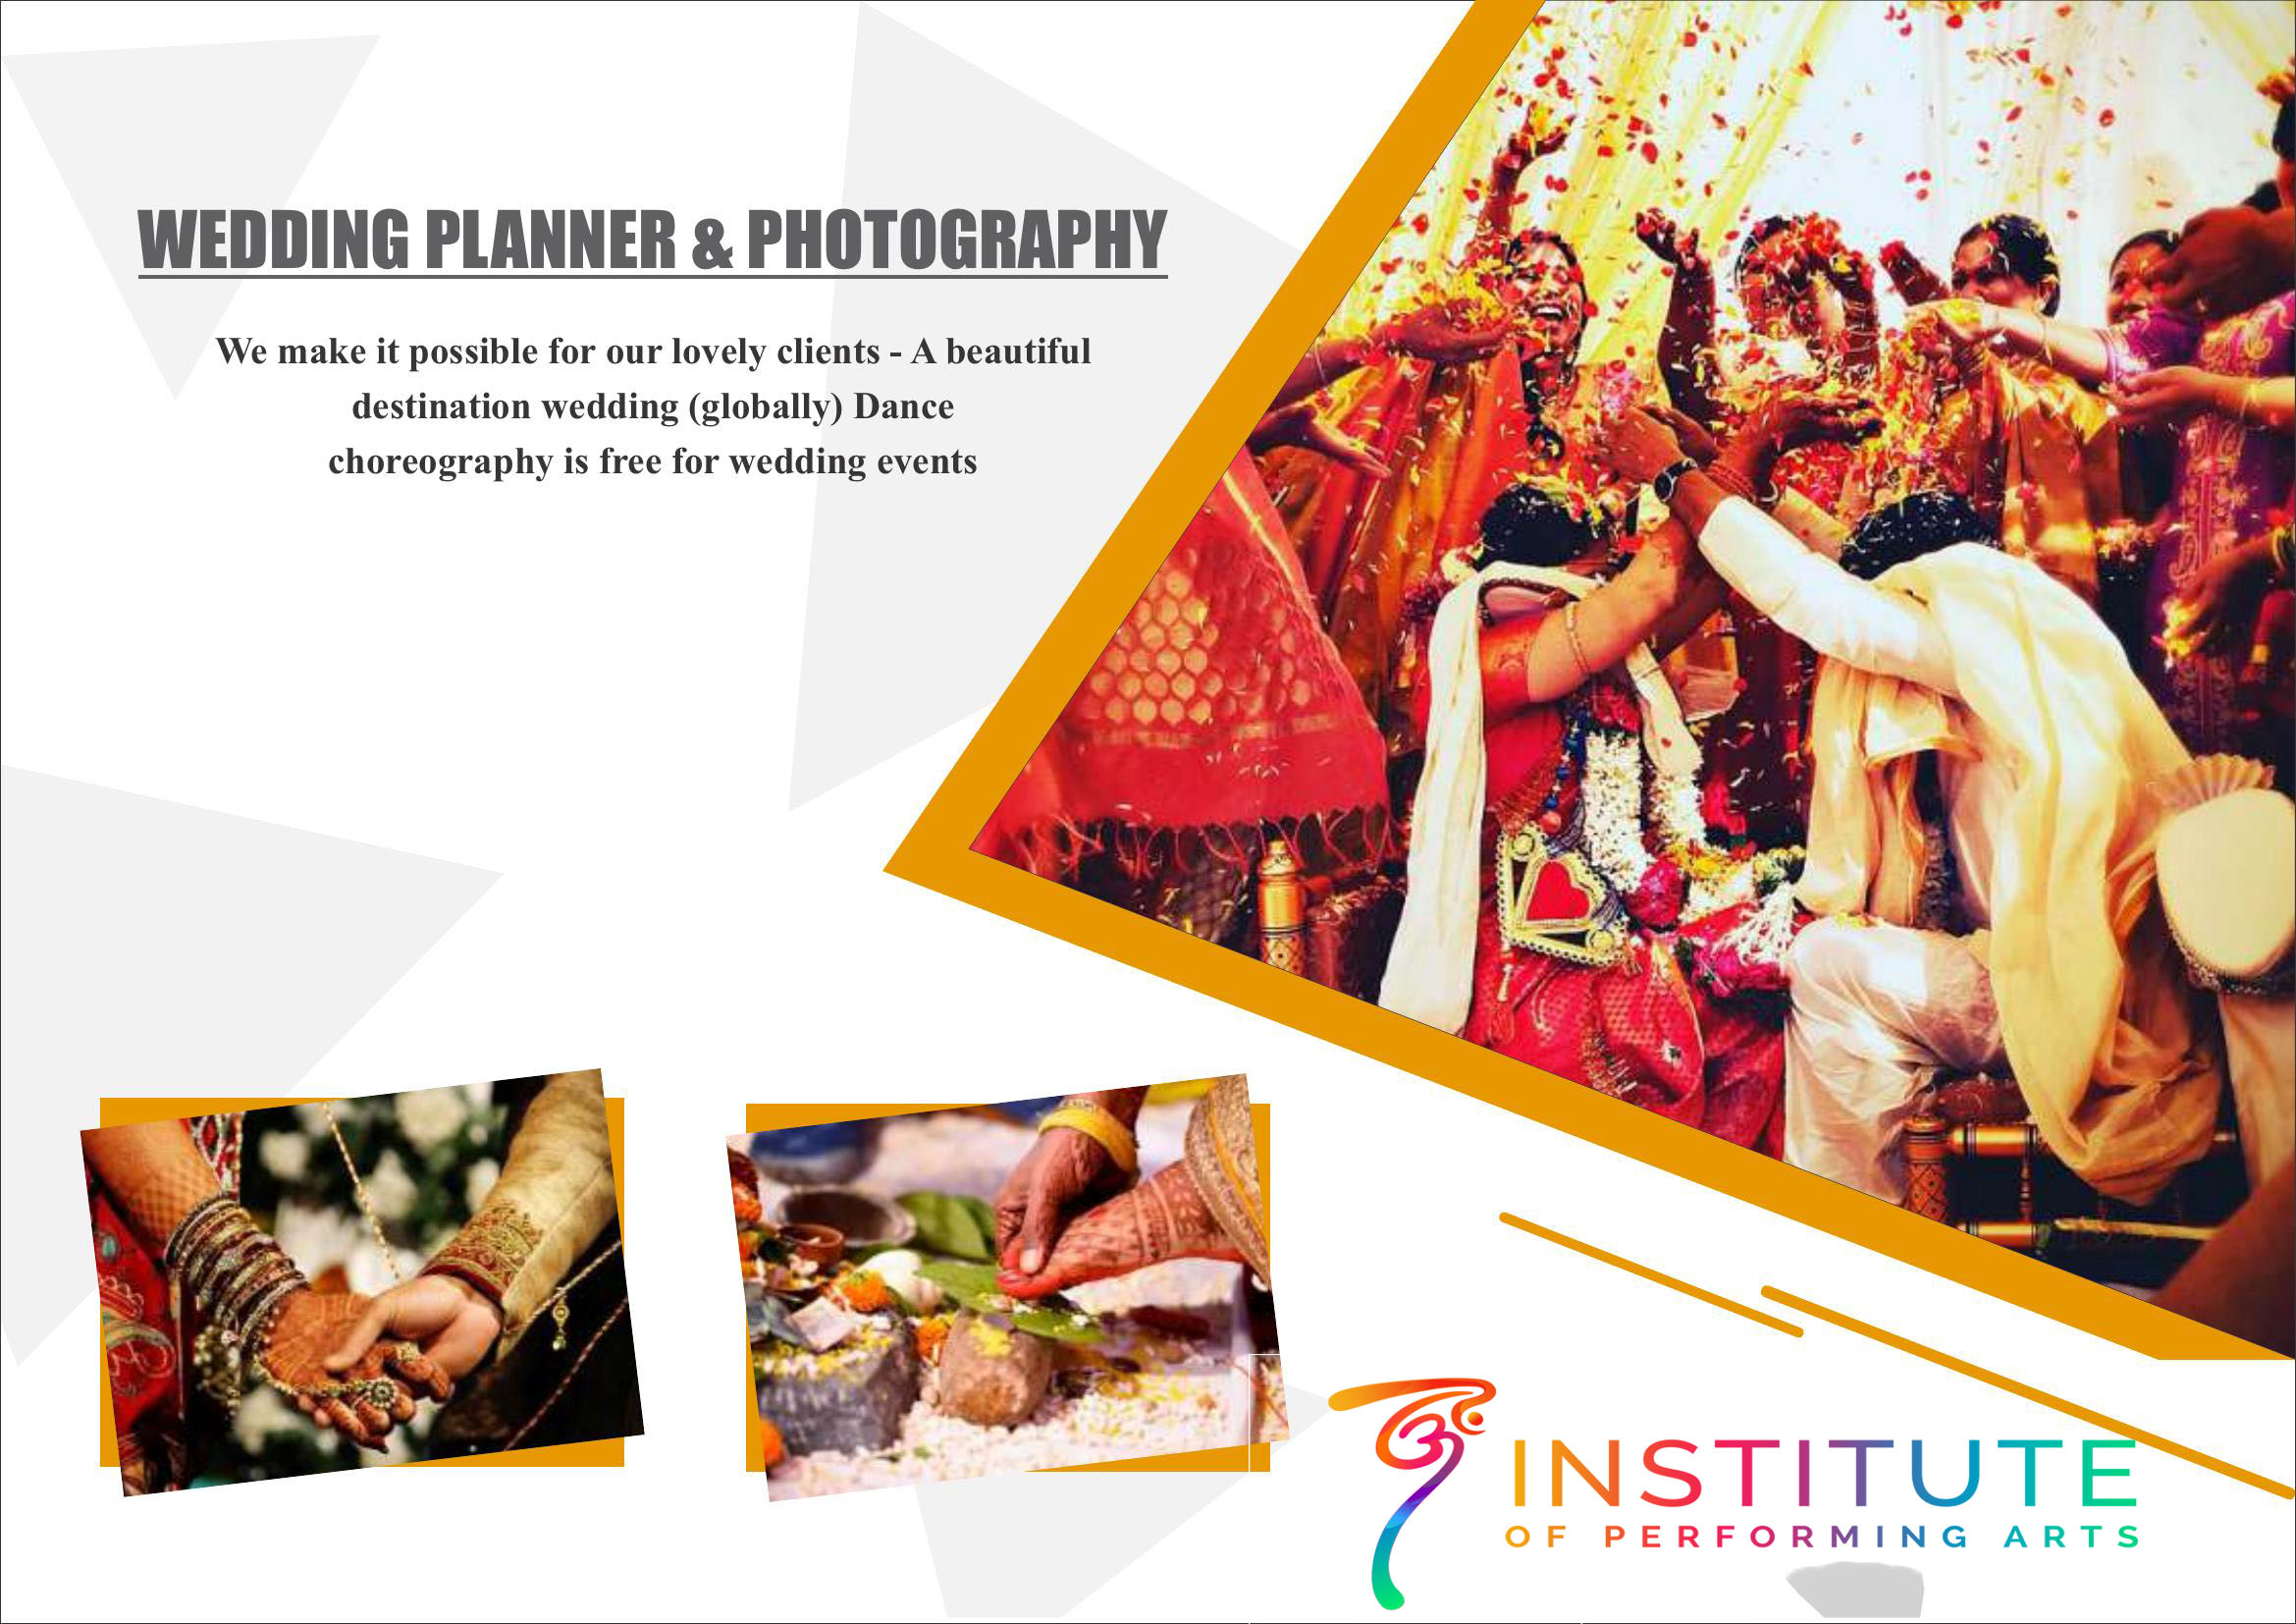 WEDDING PLANNER & PHOTOGRAPHY
We make it possible for our lovely clients - A beautiful
destination wedding (globally) Dance
choreography is free for wedding events
INSTITUTE
OF PERFORMING ARTS